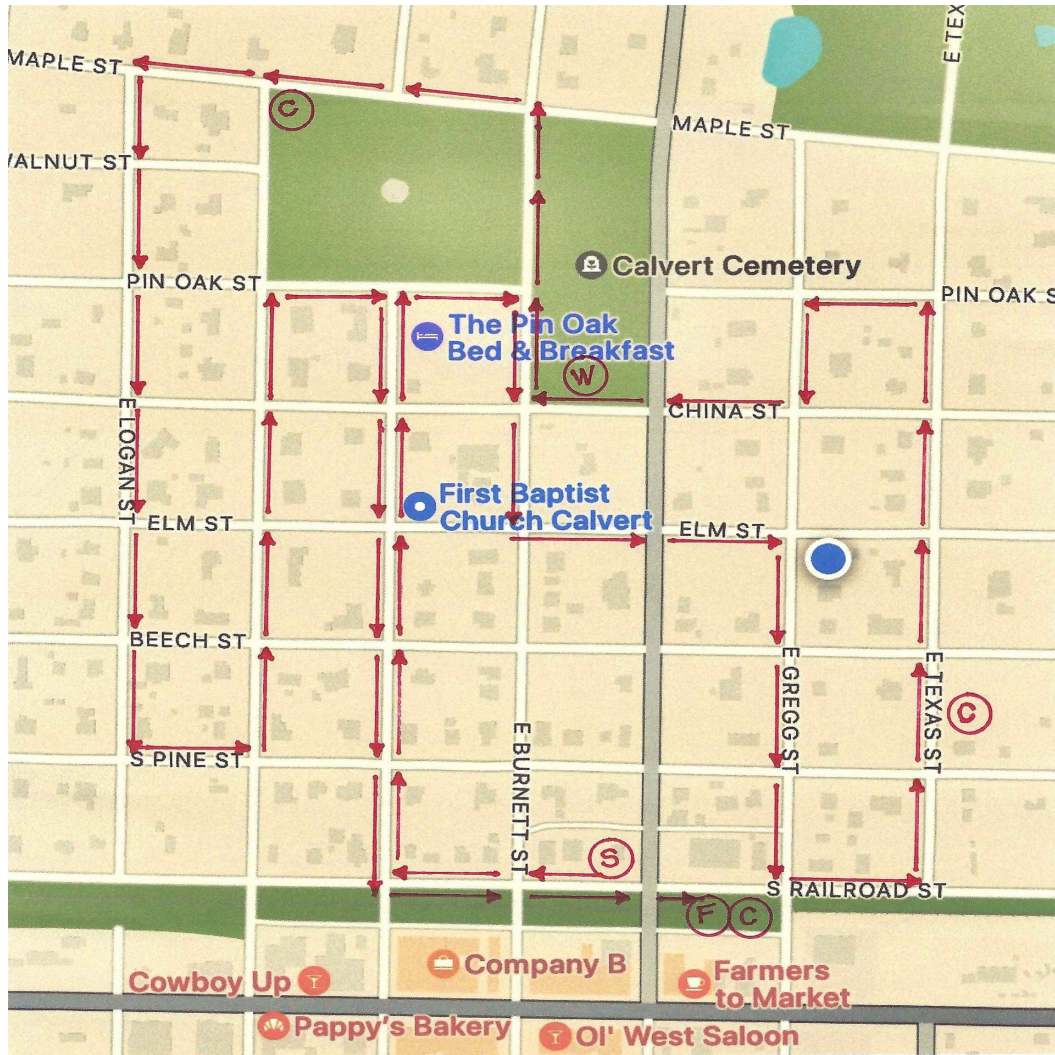 E TEX
MAPLE ST
C
MAPLE ST
WALNUT ST
Calvert Cemetery
PIN OAK ST
PIN OAK S
The Pin Oak
Bed & Breakfast
W
CHINA ST
E LOGAN ST
First Baptist
Church Calvert
ELM ST
ELM ST
BEECH ST
E GREGG ST
E TEXAS ST
C
S PINE ST
E BURNETT ST
S
S RAILROAD ST
F C
Company B
Farmers
to Market
Cowboy Up
Pappy's Bakery
Ol' West Saloon